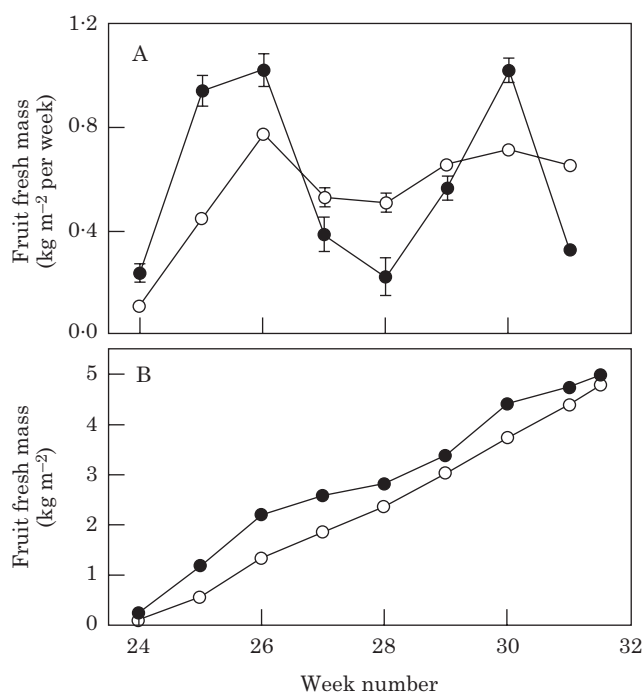 1·2
A
0·8
0·4
0·0
Fruit fresh mass
(kg m⁻² per week)
B
5
4
3
2
1
0
Fruit fresh mass
(kg m⁻²)
24 26 28 30 32
Week number